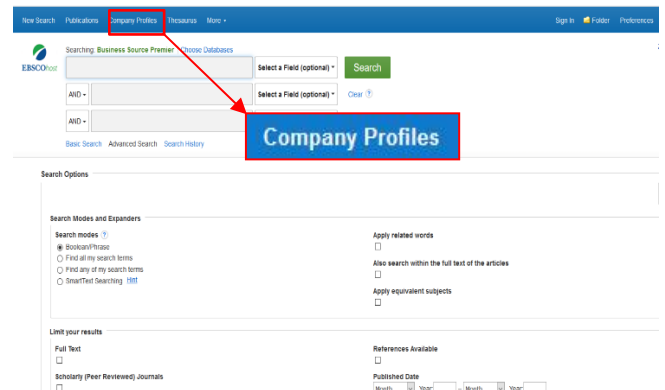 New Search Publications Company Profiles Thesaurus More Sign In Folder Preferences
Searching: Business Source Premier Choose Databases
EBSCOhost
Select a Field (optional) Search
AND Select a Field (optional) Clear ?
AND
Company Profiles
Basic Search Advanced Search Search History
Search Options
Search Modes and Expanders
Search modes ?
Boolean/Phrase
Find all my search terms
Find any of my search terms
SmartText Searching Hint
Apply related words
Also search within the full text of the articles
Apply equivalent subjects
Limit your results
Full Text
References Available
Scholarly (Peer Reviewed) Journals
Published Date
Month Year – Month Year